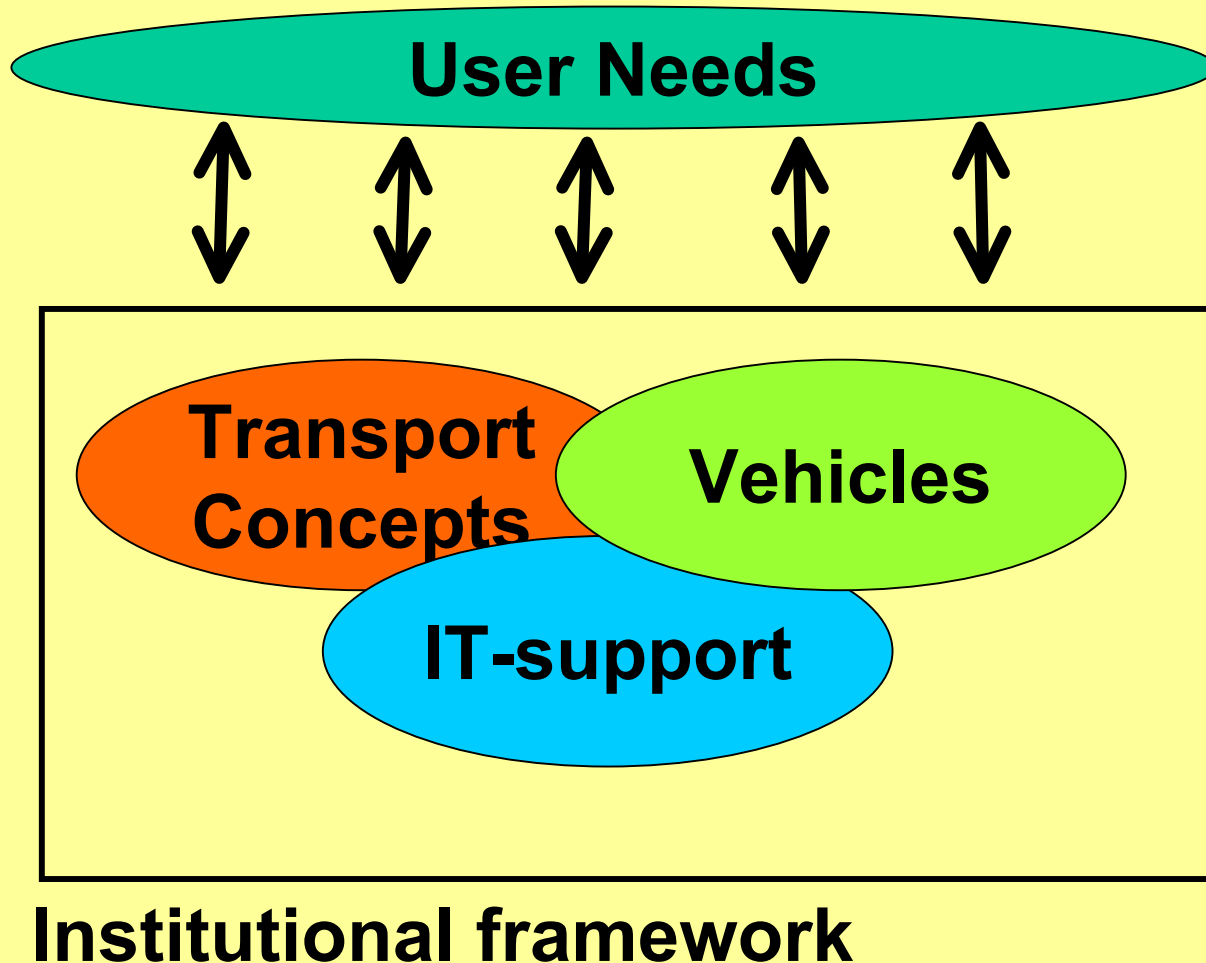 User Needs
Transport
Concepts
Vehicles
IT-support
Institutional framework